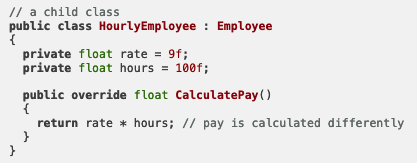 // a child class
public class HourlyEmployee : Employee
{
  private float rate = 9f;
  private float hours = 100f;

  public override float CalculatePay()
  {
    return rate * hours; // pay is calculated differently
  }
}